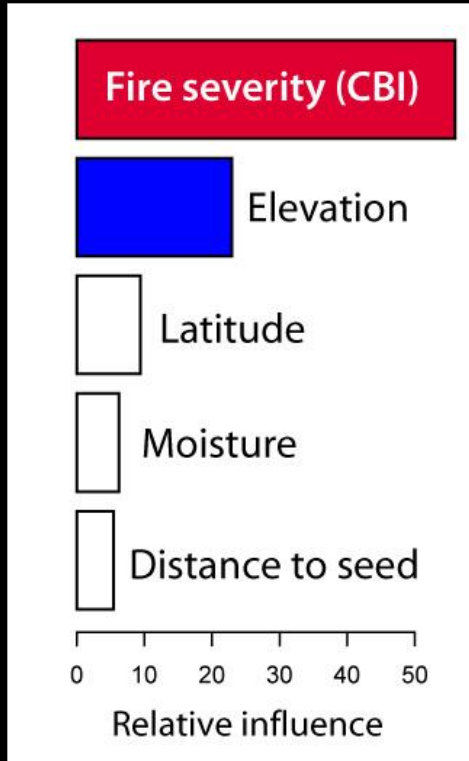 Fire severity (CBI)
Elevation
Latitude
Moisture
Distance to seed
0 10 20 30 40 50
Relative influence